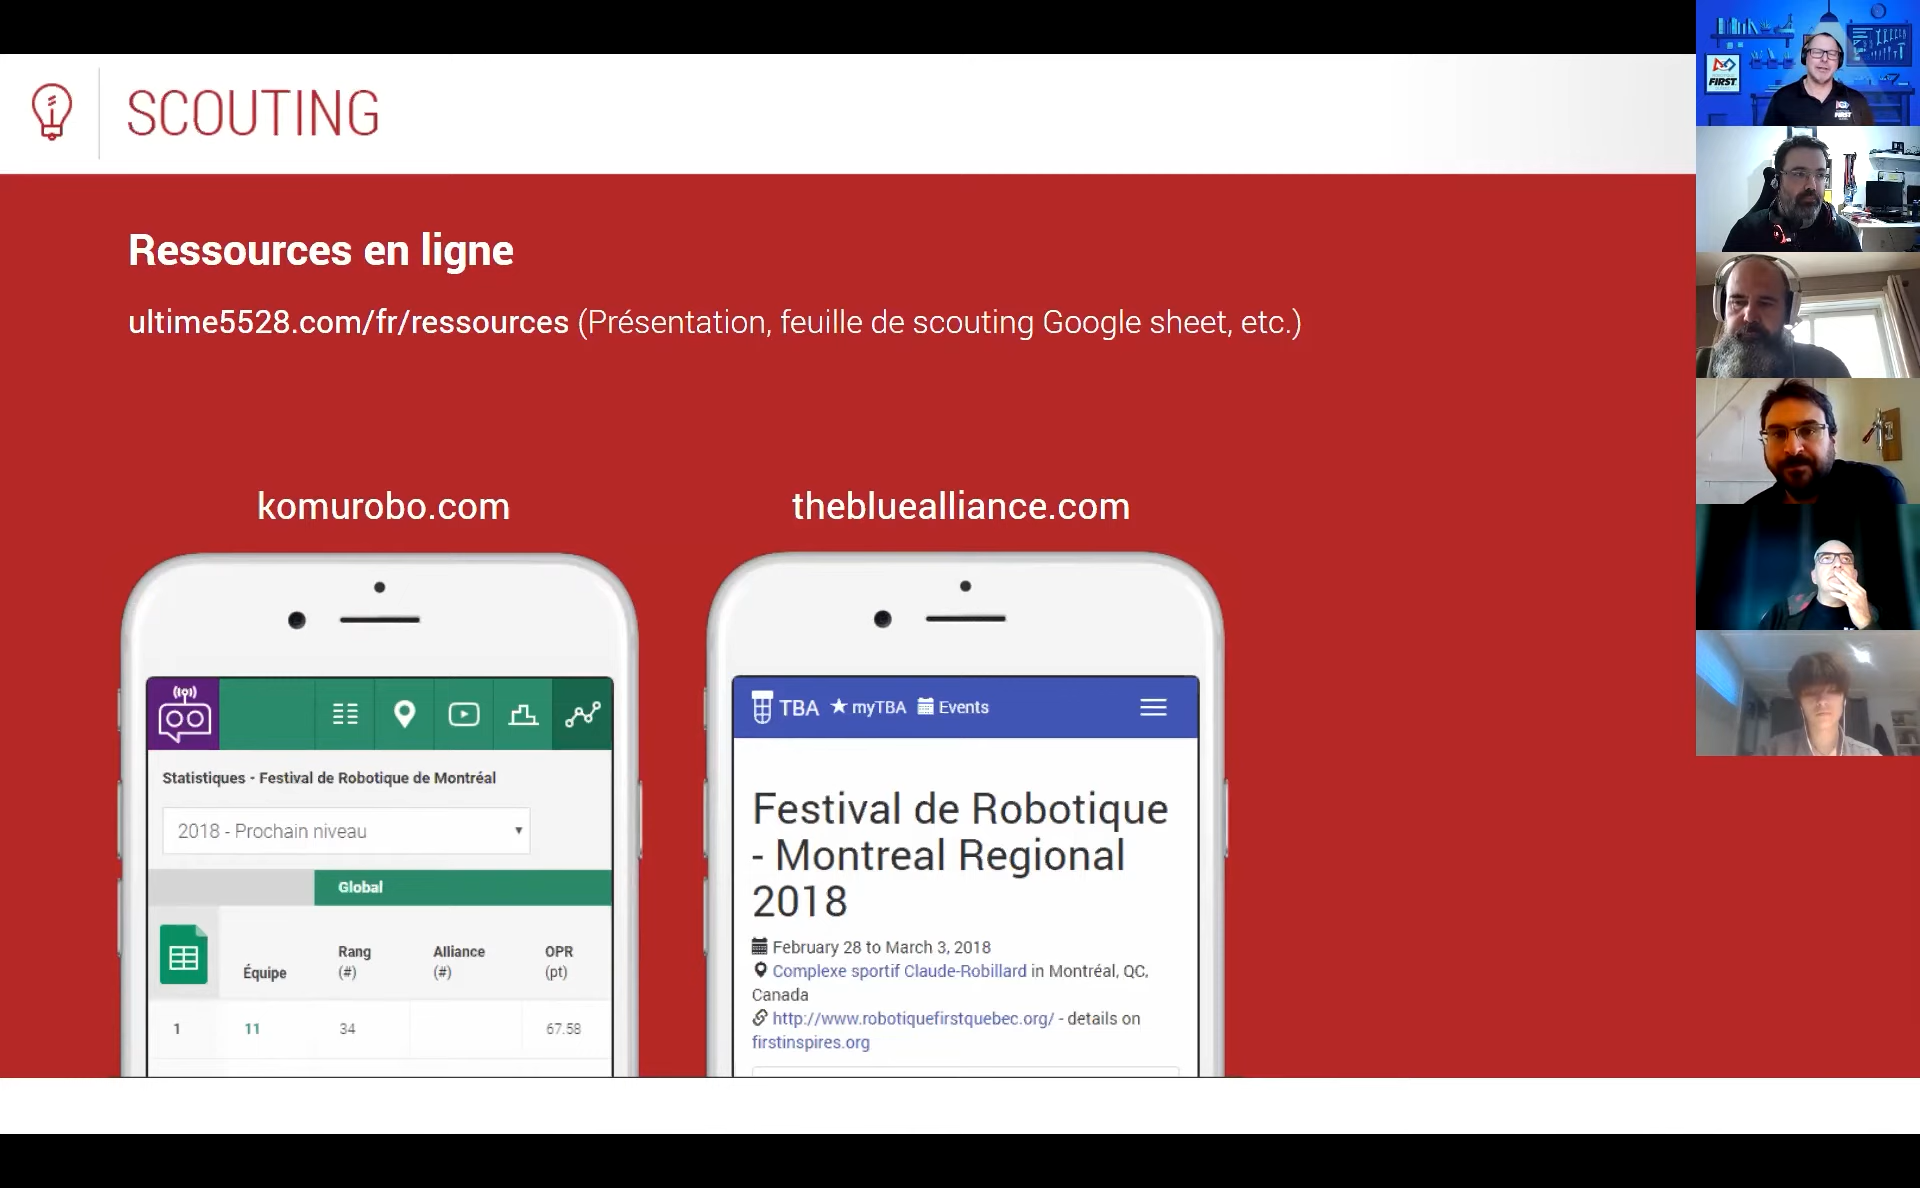 SCOUTING
Ressources en ligne
ultime5528.com/fr/ressources (Présentation, feuille de scouting Google sheet, etc.)
komurobo.com
thebluealliance.com
Statistiques - Festival de Robotique de Montréal
2018 - Prochain niveau
Global
Équipe
Rang
(#)
Alliance
(#)
OPR
(pt)
1
11
34
67.58
TBA
myTBA
Events
Festival de Robotique
- Montreal Regional
2018
February 28 to March 3, 2018
Complexe sportif Claude-Robillard in Montréal, QC,
Canada
http://www.robotiquefirstquebec.org/ - details on
firstinspires.org
FIRST
FIRST